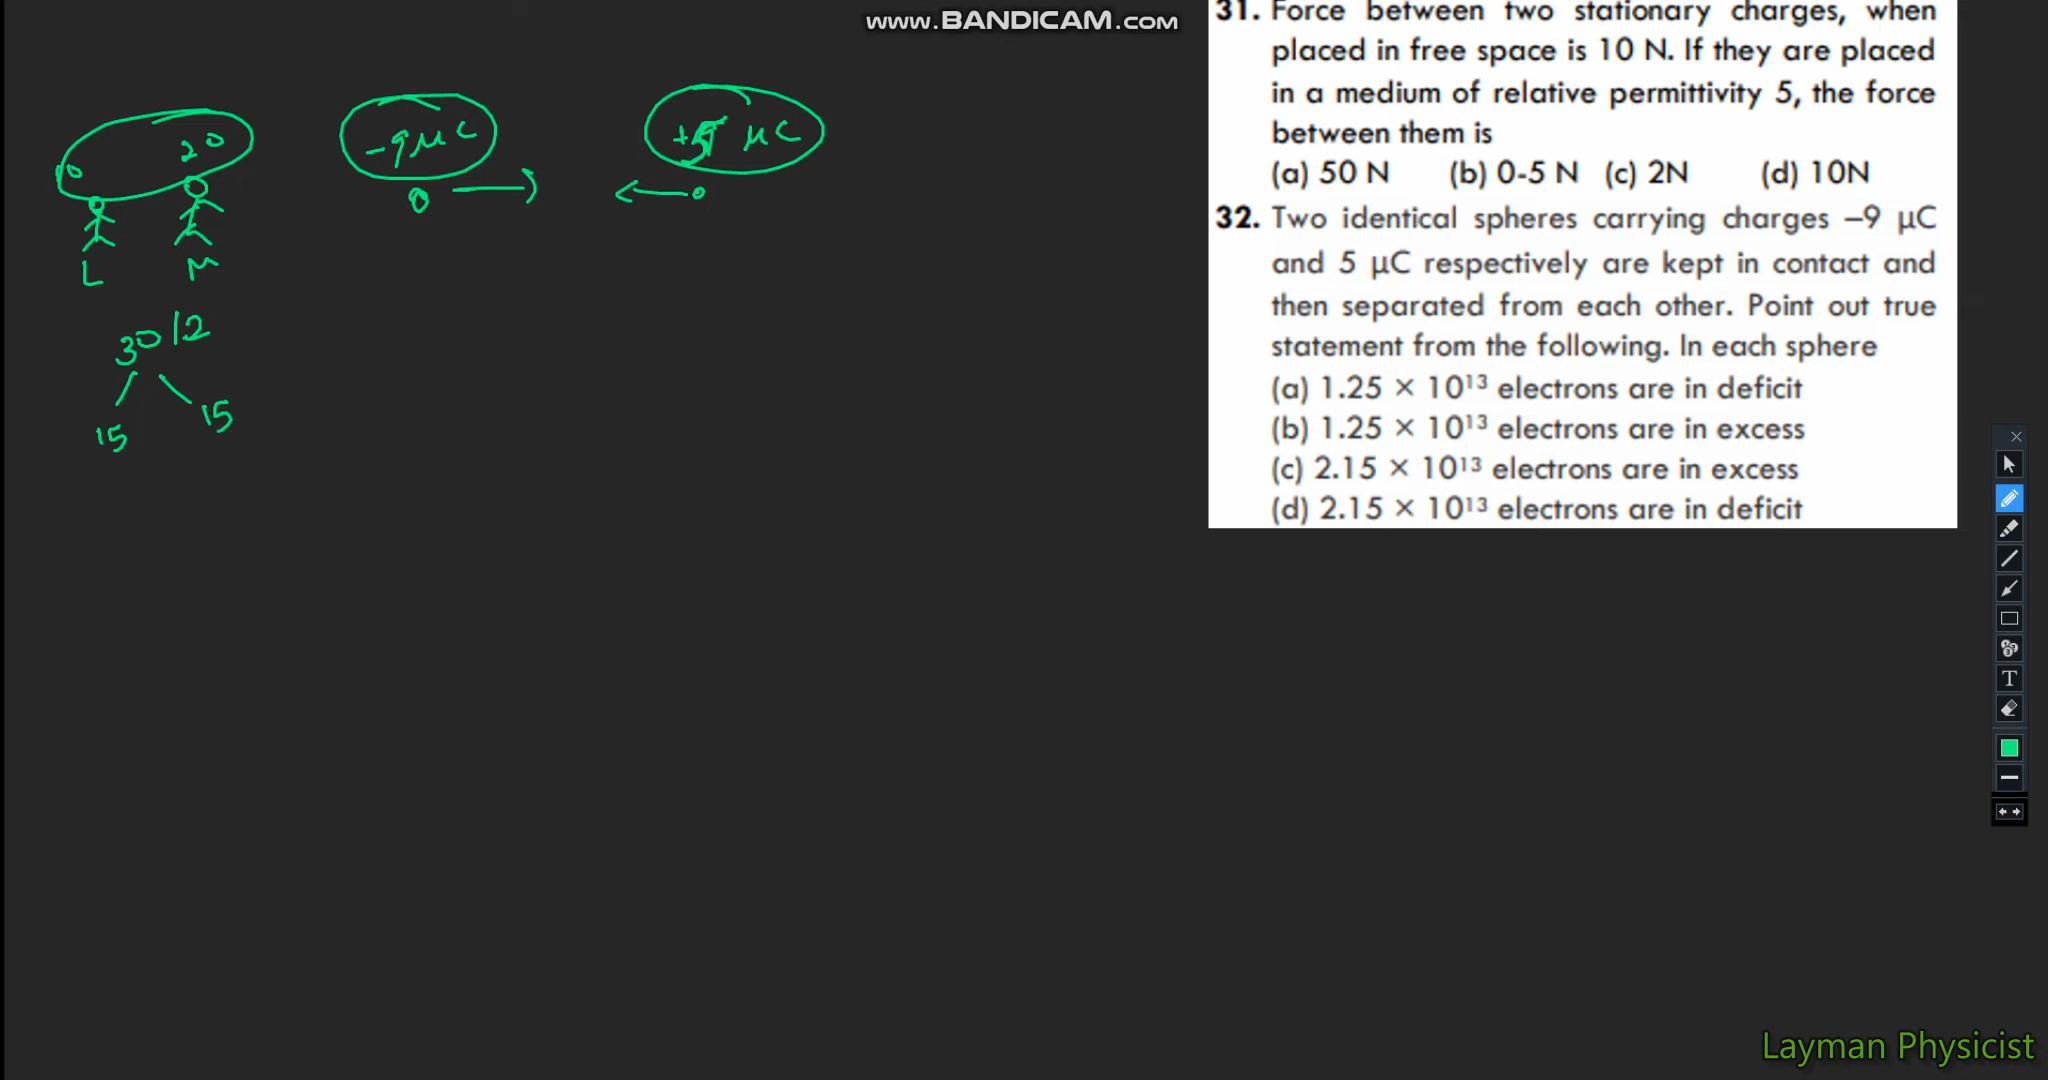 www.BANDICAM.com
10
20
L
M
30/2
15
15
-9 μC
+5 μC
31. Force between two stationary charges, when
placed in free space is 10 N. If they are placed
in a medium of relative permittivity 5, the force
between them is
(a) 50 N (b) 0-5 N (c) 2N (d) 10N
32. Two identical spheres carrying charges –9 μC
and 5 μC respectively are kept in contact and
then separated from each other. Point out true
statement from the following. In each sphere
(a) 1.25 × 10¹³ electrons are in deficit
(b) 1.25 × 10¹³ electrons are in excess
(c) 2.15 × 10¹³ electrons are in excess
(d) 2.15 × 10¹³ electrons are in deficit
T
Layman Physicist